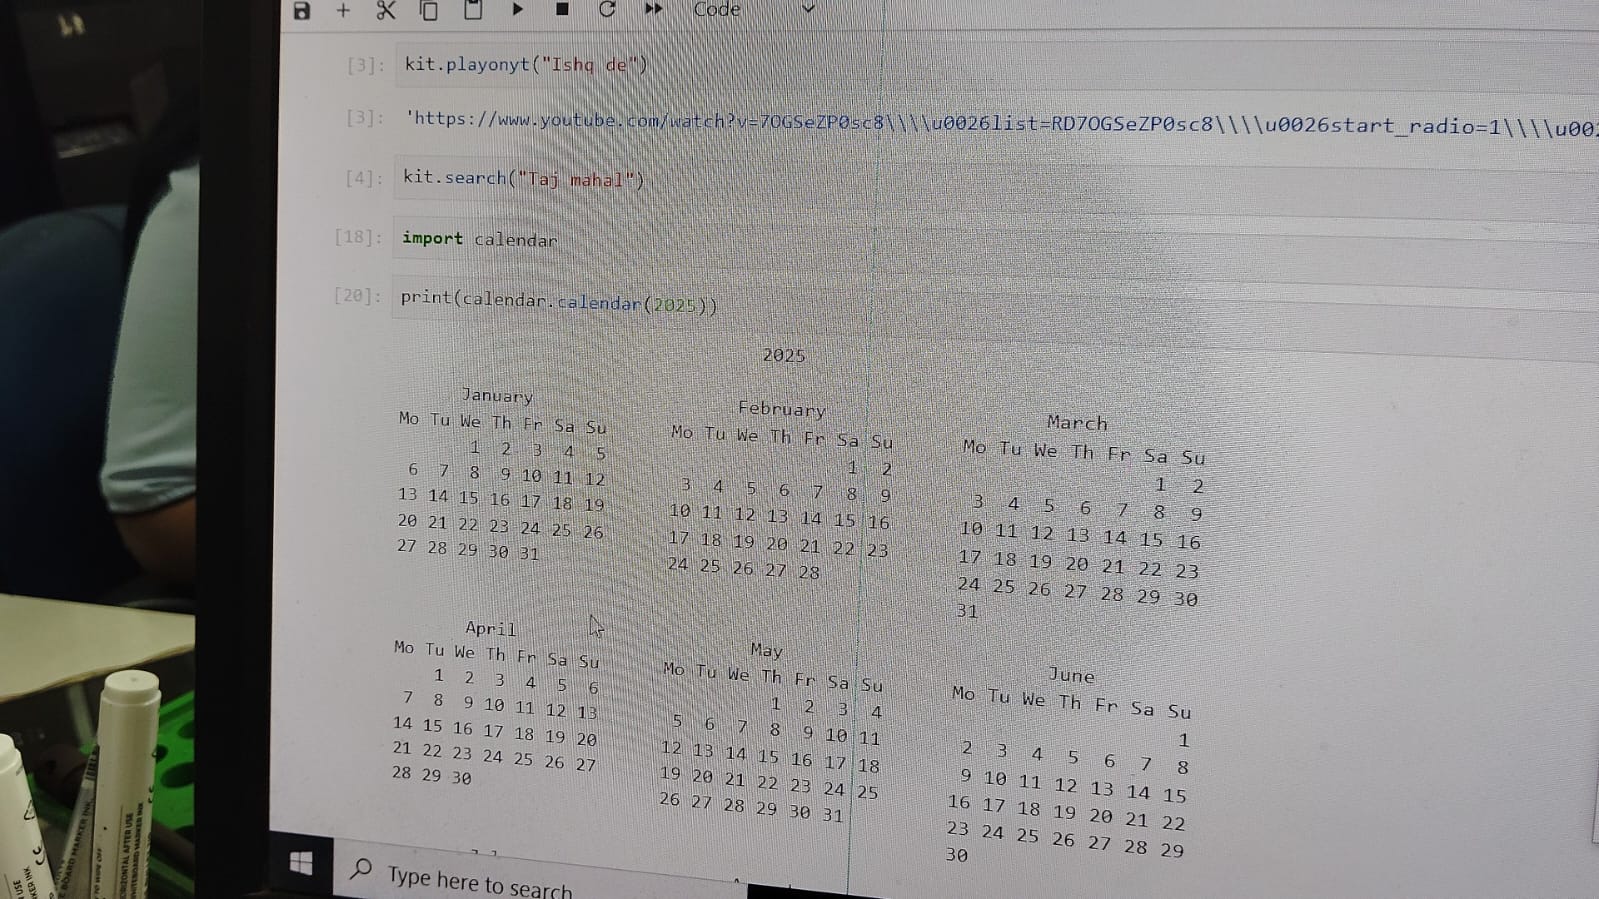 Code
[3]: kit.playonyt("Ishq de")
[3]: 'https://www.youtube.com/watch?v=7OGSeZP0sc8\\\\u0026list=RD7OGSeZP0sc8\\\\u0026start_radio=1\\\\u00
[4]: kit.search("Taj mahal")
[18]: import calendar
[20]: print(calendar.calendar(2025))
2025
January February March
Mo Tu We Th Fr Sa Su Mo Tu We Th Fr Sa Su Mo Tu We Th Fr Sa Su
1 2 3 4 5 1 2 1 2
6 7 8 9 10 11 12 3 4 5 6 7 8 9 3 4 5 6 7 8 9
13 14 15 16 17 18 19 10 11 12 13 14 15 16 10 11 12 13 14 15 16
20 21 22 23 24 25 26 17 18 19 20 21 22 23 17 18 19 20 21 22 23
27 28 29 30 31 24 25 26 27 28 24 25 26 27 28 29 30
31
April May June
Mo Tu We Th Fr Sa Su Mo Tu We Th Fr Sa Su Mo Tu We Th Fr Sa Su
1 2 3 4 5 6 1 2 3 4 1
7 8 9 10 11 12 13 5 6 7 8 9 10 11 2 3 4 5 6 7 8
14 15 16 17 18 19 20 12 13 14 15 16 17 18 9 10 11 12 13 14 15
21 22 23 24 25 26 27 19 20 21 22 23 24 25 16 17 18 19 20 21 22
28 29 30 26 27 28 29 30 31 23 24 25 26 27 28 29
30
Type here to search
BOARD MARKER INK
HORIZONTAL AFTER USE
WHITEBOARD MARKER INK